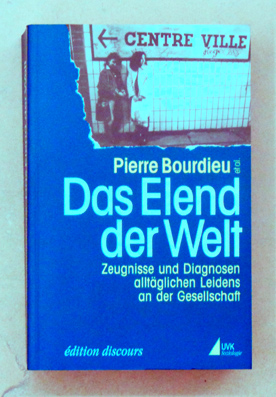 ← CENTRE VILLE
Pierre Bourdieu et al.
Das Elend
der Welt
Zeugnisse und Diagnosen
alltäglichen Leidens
an der Gesellschaft
édition discours
UVK